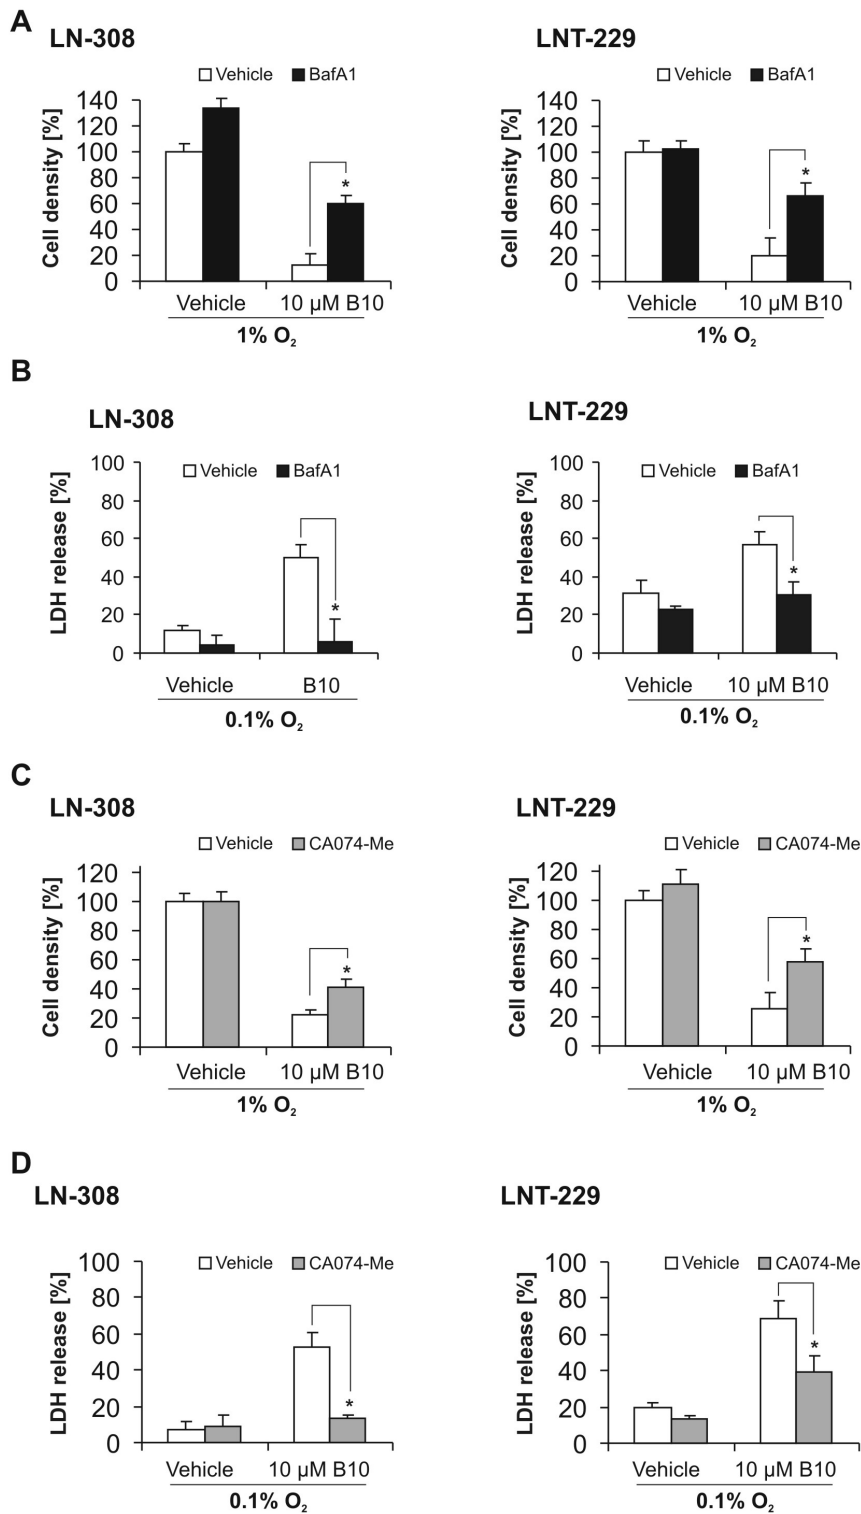 A
LN-308
LNT-229
Vehicle BafA1
Vehicle BafA1
Cell density [%]
140
120
100
80
60
40
20
0
*
Vehicle 10 µM B10
1% O2
Cell density [%]
140
120
100
80
60
40
20
0
*
Vehicle 10 µM B10
1% O2
B
LN-308
LNT-229
Vehicle BafA1
Vehicle BafA1
LDH release [%]
100
80
60
40
20
0
*
Vehicle B10
0.1% O2
LDH release [%]
100
80
60
40
20
0
*
Vehicle 10 µM B10
0.1% O2
C
LN-308
LNT-229
Vehicle CA074-Me
Vehicle CA074-Me
Cell density [%]
120
100
80
60
40
20
0
*
Vehicle 10 µM B10
1% O2
Cell density [%]
120
100
80
60
40
20
0
*
Vehicle 10 µM B10
1% O2
D
LN-308
LNT-229
Vehicle CA074-Me
Vehicle CA074-Me
LDH release [%]
100
80
60
40
20
0
*
Vehicle 10 µM B10
0.1% O2
LDH release [%]
100
80
60
40
20
0
*
Vehicle 10 µM B10
0.1% O2